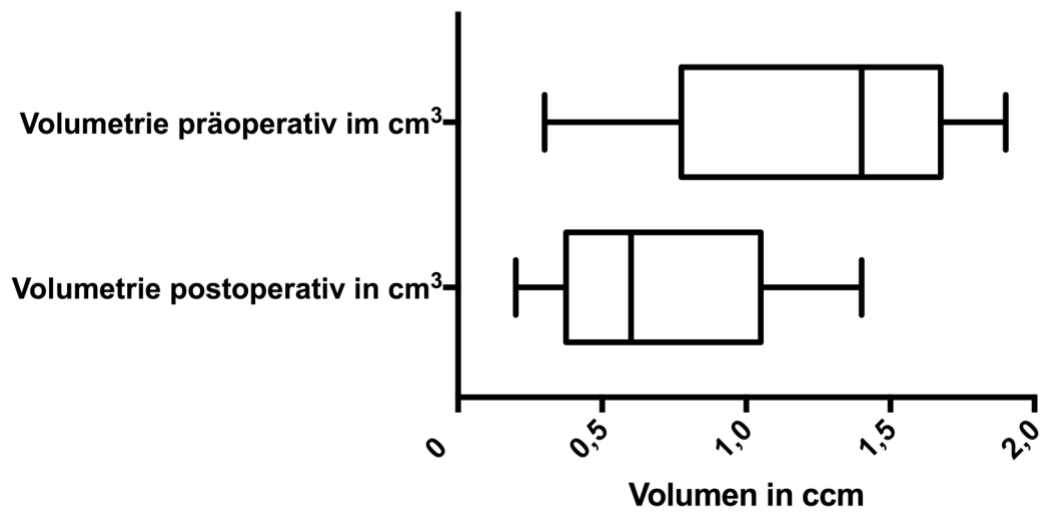 Volumetrie präoperativ im cm³
Volumetrie postoperativ in cm³
0
0,5
1,0
1,5
2,0
Volumen in ccm